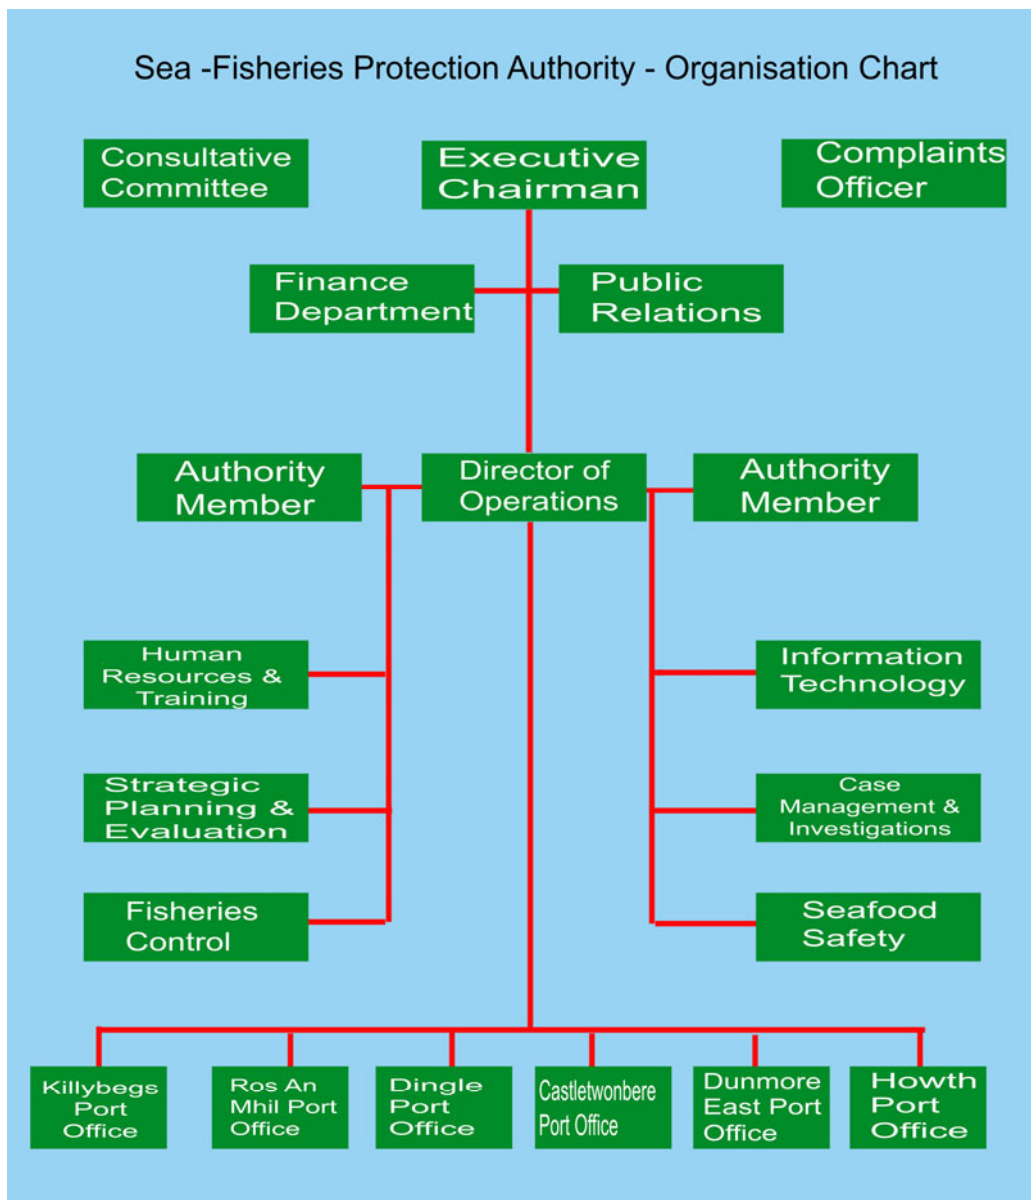 Sea -Fisheries Protection Authority - Organisation Chart
Consultative
Committee
Executive
Chairman
Complaints
Officer
Finance
Department
Public
Relations
Authority
Member
Director of
Operations
Authority
Member
Human
Resources &
Training
Information
Technology
Strategic
Planning &
Evaluation
Case
Management &
Investigations
Fisheries
Control
Seafood
Safety
Killybegs
Port
Office
Ros An
Mhil Port
Office
Dingle
Port
Office
Castletwonbere
Port Office
Dunmore
East Port
Office
Howth
Port
Office